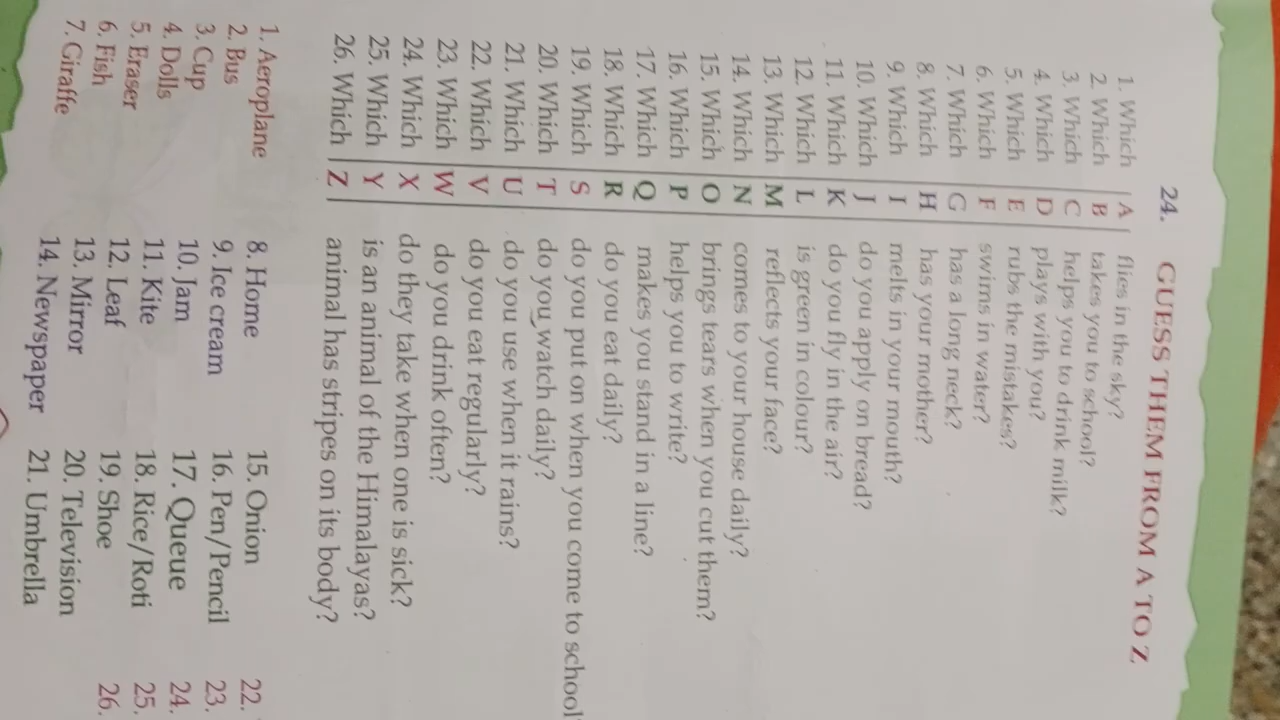 24. GUESS THEM FROM A TO Z
1. Which A flies in the sky?
2. Which B takes you to school?
3. Which C helps you to drink milk?
4. Which D plays with you?
5. Which E rubs the mistakes?
6. Which F swims in water?
7. Which G has a long neck?
8. Which H has your mother?
9. Which I melts in your mouth?
10. Which J do you apply on bread?
11. Which K do you fly in the air?
12. Which L is green in colour?
13. Which M reflects your face?
14. Which N comes to your house daily?
15. Which O brings tears when you cut them?
16. Which P helps you to write?
17. Which Q makes you stand in a line?
18. Which R do you eat daily?
19. Which S do you put on when you come to school
20. Which T do you watch daily?
21. Which U do you use when it rains?
22. Which V do you eat regularly?
23. Which W do you drink often?
24. Which X do they take when one is sick?
25. Which Y is an animal of the Himalayas?
26. Which Z animal has stripes on its body?
1. Aeroplane
2. Bus
3. Cup
4. Dolls
5. Eraser
6. Fish
7. Giraffe
8. Home
9. Ice cream
10. Jam
11. Kite
12. Leaf
13. Mirror
14. Newspaper
15. Onion
16. Pen/Pencil
17. Queue
18. Rice/Roti
19. Shoe
20. Television
21. Umbrella
22.
23.
24.
25.
26.